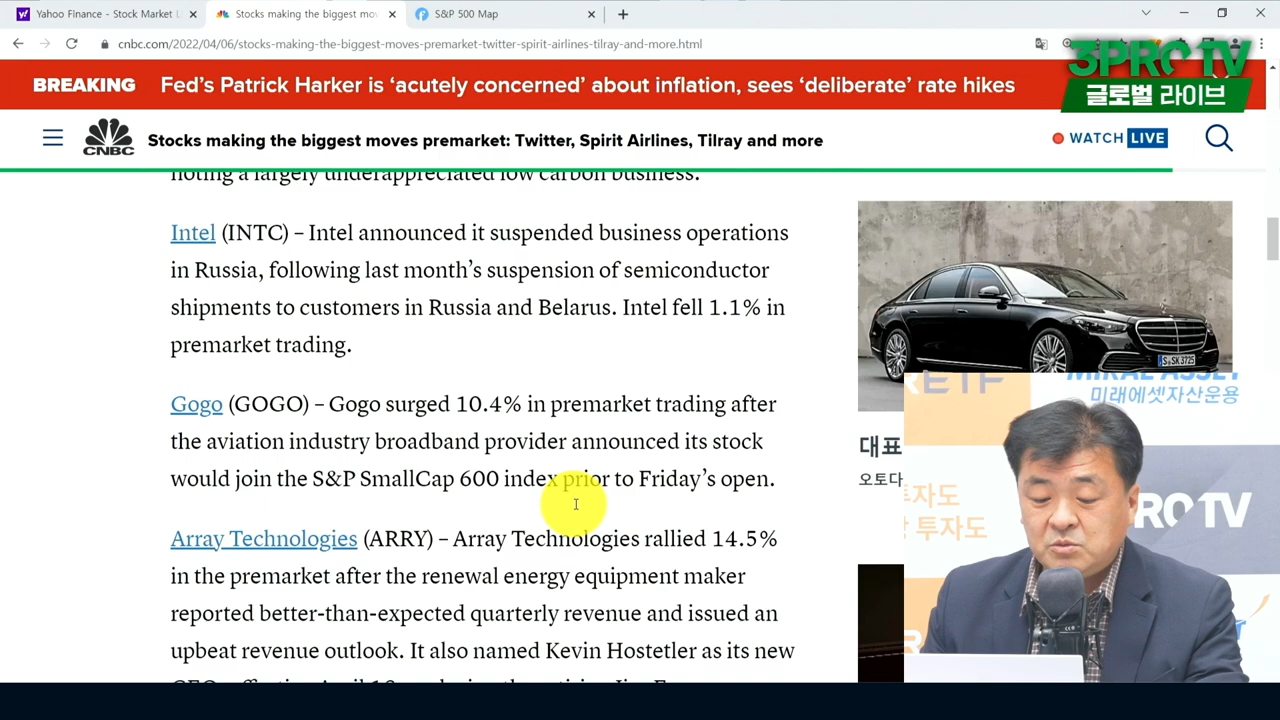 Yahoo Finance - Stock Market L
Stocks making the biggest mov
S&P 500 Map
cnbc.com/2022/04/06/stocks-making-the-biggest-moves-premarket-twitter-spirit-airlines-tilray-and-more.html
3PRO TV
글로벌 라이브
BREAKING Fed's Patrick Harker is ‘acutely concerned’ about inflation, sees ‘deliberate’ rate hikes
CNBC
Stocks making the biggest moves premarket: Twitter, Spirit Airlines, Tilray and more
WATCH LIVE
noting a largely underappreciated low carbon business.
Intel (INTC) – Intel announced it suspended business operations
in Russia, following last month’s suspension of semiconductor
shipments to customers in Russia and Belarus. Intel fell 1.1% in
premarket trading.
Gogo (GOGO) – Gogo surged 10.4% in premarket trading after
the aviation industry broadband provider announced its stock
would join the S&P SmallCap 600 index prior to Friday’s open.
Array Technologies (ARRY) – Array Technologies rallied 14.5%
in the premarket after the renewal energy equipment maker
reported better-than-expected quarterly revenue and issued an
upbeat revenue outlook. It also named Kevin Hostetler as its new
S·SK 3725
대표
오토다
ETF
미래에셋자산운용
투자도
투자도
PRO TV